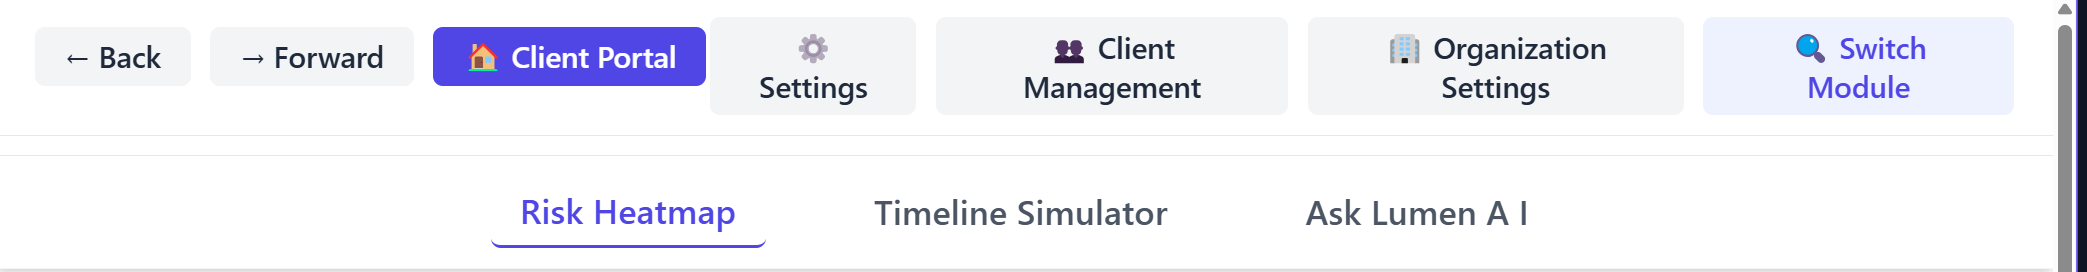 ← Back
→ Forward
🏠 Client Portal
⚙️
Settings
👥 Client
Management
🏢 Organization
Settings
🔍 Switch
Module
Risk Heatmap
Timeline Simulator
Ask Lumen A I